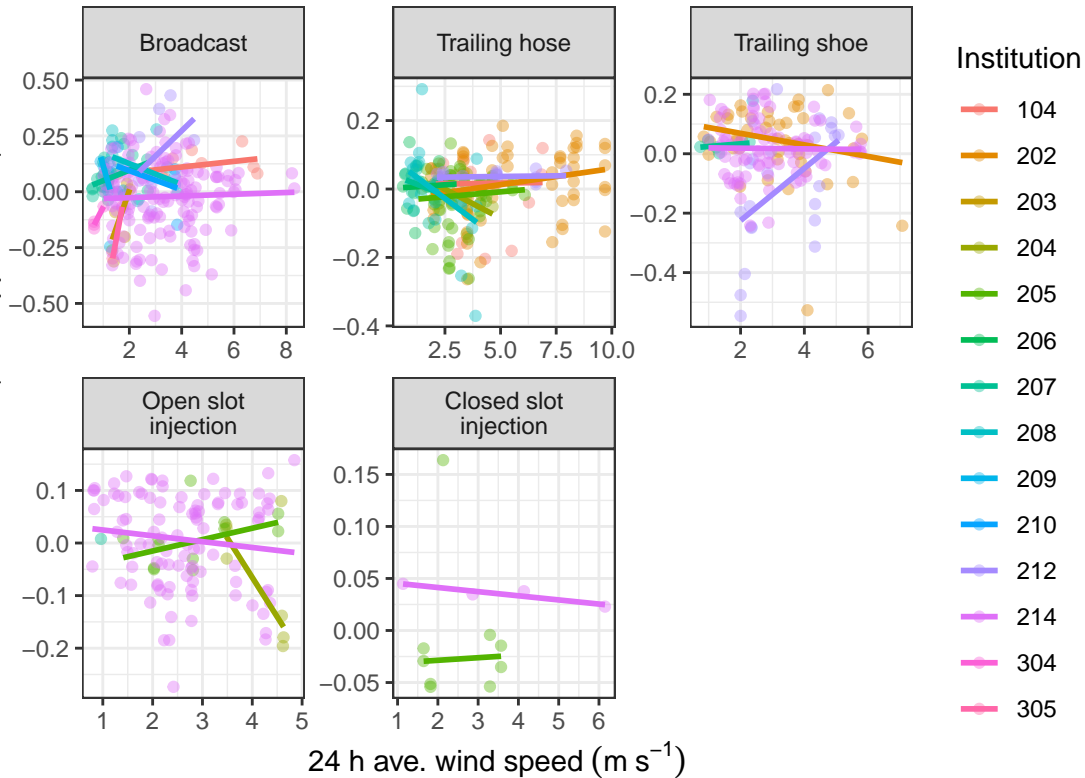 Broadcast
Trailing hose
Trailing shoe
Institution
0.50
0.25
0.00
−0.25
−0.50
2 4 6 8
0.2
0.0
−0.2
−0.4
2.5 5.0 7.5 10.0
0.2
0.0
−0.2
−0.4
2 4 6
Open slot
injection
Closed slot
injection
0.1
0.0
−0.1
−0.2
1 2 3 4 5
0.15
0.10
0.05
0.00
−0.05
1 2 3 4 5 6
24 h ave. wind speed (m s⁻¹)
104
202
203
204
205
206
207
208
209
210
212
214
304
305